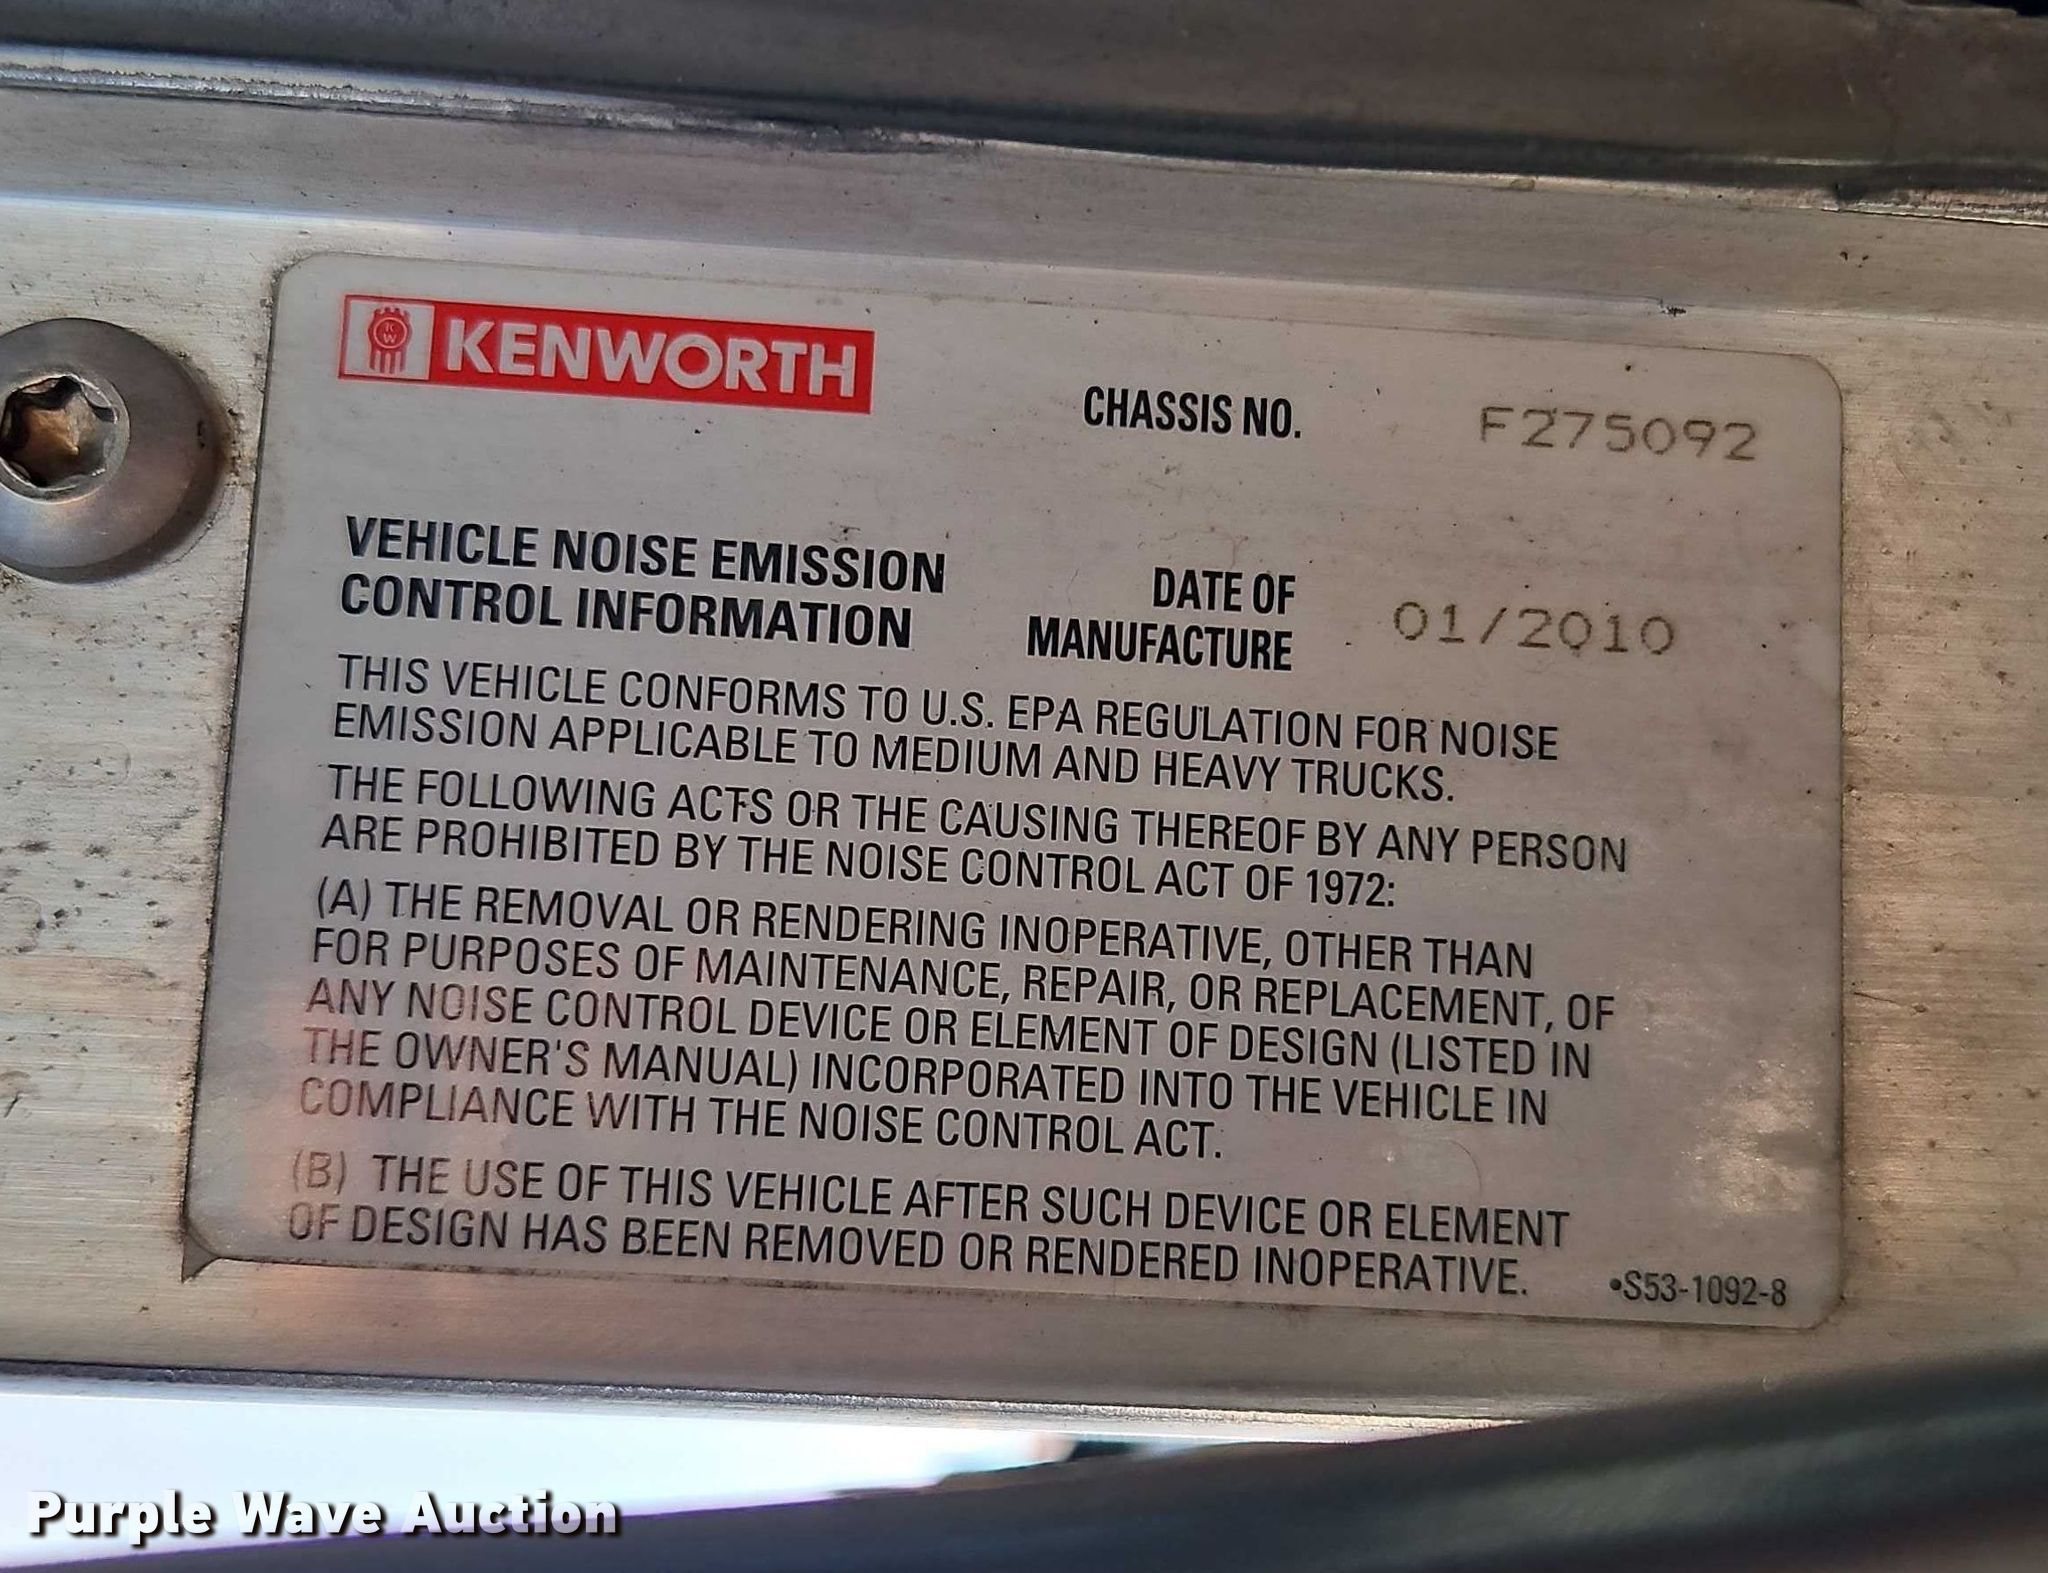 KENWORTH
CHASSIS NO. F275092
VEHICLE NOISE EMISSION
CONTROL INFORMATION
DATE OF
MANUFACTURE 01/2010
THIS VEHICLE CONFORMS TO U.S. EPA REGULATION FOR NOISE
EMISSION APPLICABLE TO MEDIUM AND HEAVY TRUCKS.
THE FOLLOWING ACTS OR THE CAUSING THEREOF BY ANY PERSON
ARE PROHIBITED BY THE NOISE CONTROL ACT OF 1972:
(A) THE REMOVAL OR RENDERING INOPERATIVE, OTHER THAN
FOR PURPOSES OF MAINTENANCE, REPAIR, OR REPLACEMENT, OF
ANY NOISE CONTROL DEVICE OR ELEMENT OF DESIGN (LISTED IN
THE OWNER'S MANUAL) INCORPORATED INTO THE VEHICLE IN
COMPLIANCE WITH THE NOISE CONTROL ACT.
(B) THE USE OF THIS VEHICLE AFTER SUCH DEVICE OR ELEMENT
OF DESIGN HAS BEEN REMOVED OR RENDERED INOPERATIVE.
•S53-1092-8
Purple Wave Auction